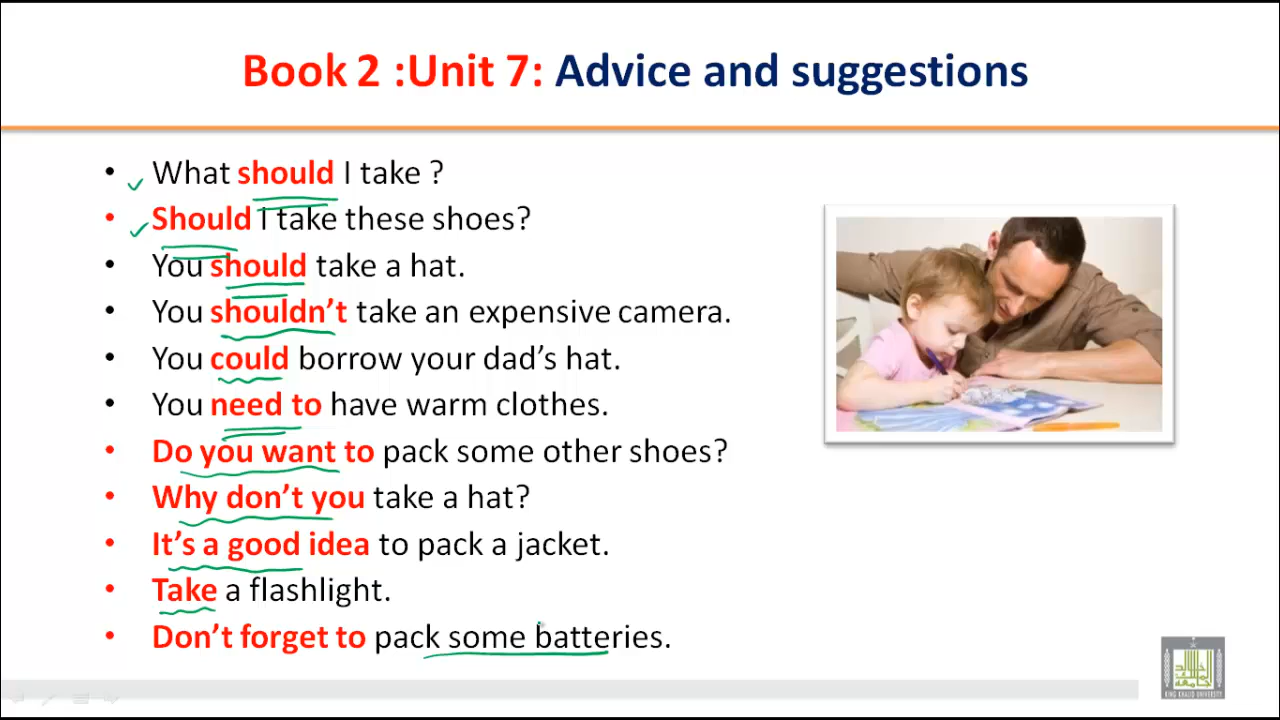 Book 2 :Unit 7: Advice and suggestions
• What should I take ?
• Should I take these shoes?
• You should take a hat.
• You shouldn't take an expensive camera.
• You could borrow your dad's hat.
• You need to have warm clothes.
• Do you want to pack some other shoes?
• Why don't you take a hat?
• It's a good idea to pack a jacket.
• Take a flashlight.
• Don't forget to pack some batteries.
KING KHALID UNIVERSITY